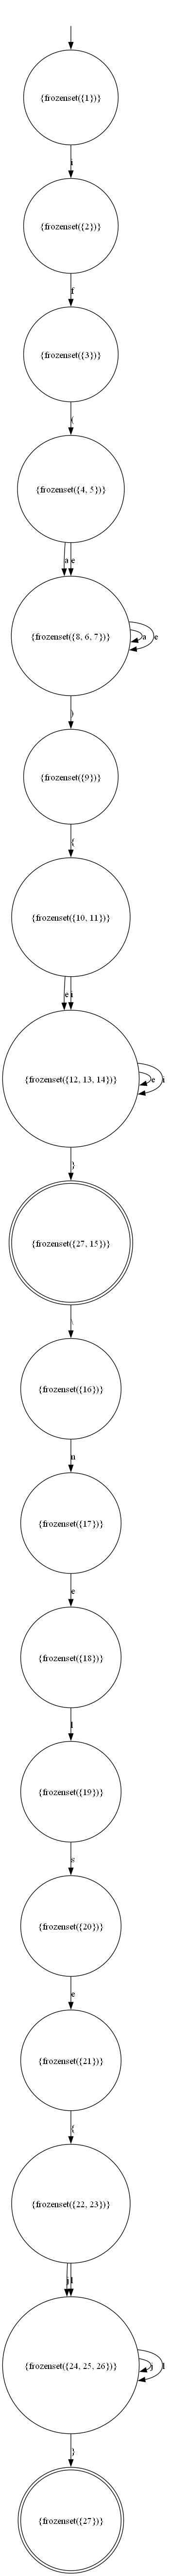 {frozenset({1})}
i
{frozenset({2})}
f
{frozenset({3})}
(
{frozenset({4, 5})}
a e
{frozenset({8, 6, 7})}
a e
)
{frozenset({9})}
{
{frozenset({10, 11})}
e i
{frozenset({12, 13, 14})}
e i
}
{frozenset({27, 15})}
\
{frozenset({16})}
n
{frozenset({17})}
e
{frozenset({18})}
l
{frozenset({19})}
s
{frozenset({20})}
e
{frozenset({21})}
{
{frozenset({22, 23})}
j l
{frozenset({24, 25, 26})}
j l
}
{frozenset({27})}